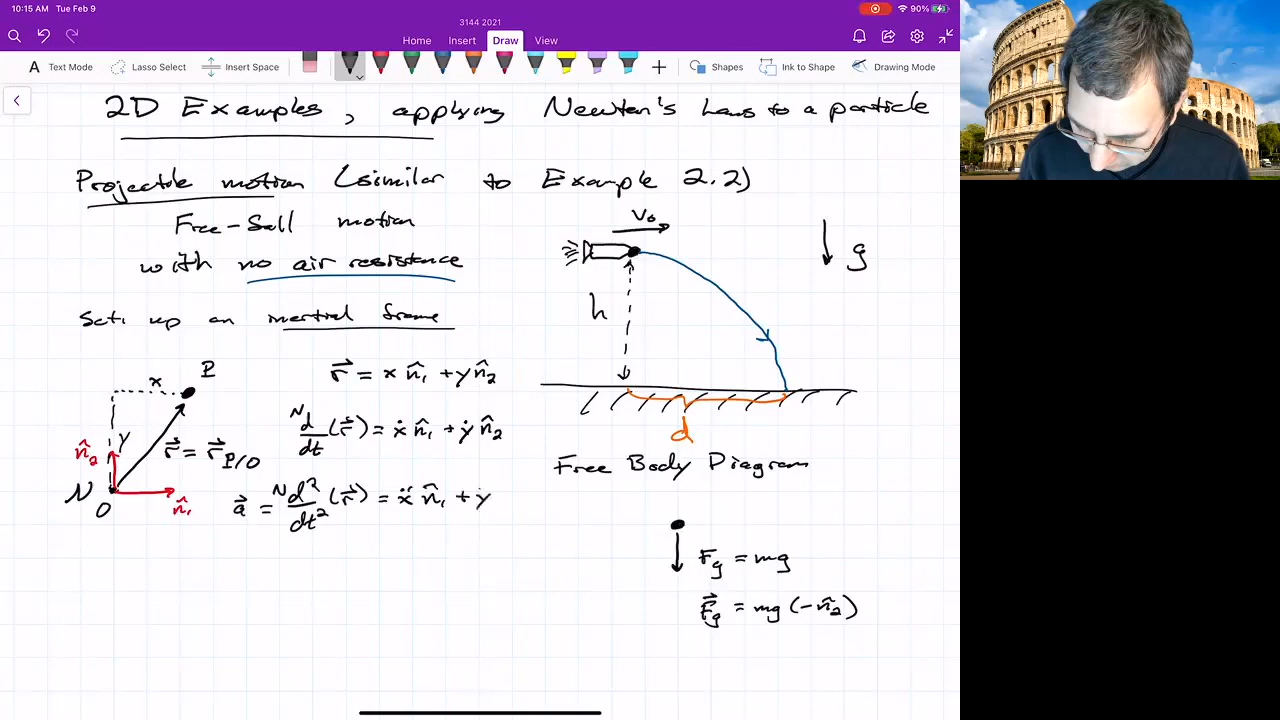 10:15 AM Tue Feb 9
90%
3144 2021
Home Insert Draw View
Text Mode Lasso Select Insert Space Shapes Ink to Shape Drawing Mode
2D Examples, applying Newton's Laws to a particle
Projectile motion (similar to Example 2.2)
Free-fall motion
with no air resistance
Set up an inertial frame
v₀
g
h
d
P
x
y
n̂₂
N
O
n̂₁
r⃗ = r⃗_P/O
r⃗ = x n̂₁ + y n̂₂
ᴺd/dt (r⃗) = ẋ n̂₁ + ẏ n̂₂
a⃗ = ᴺd²/dt² (r⃗) = ẍ n̂₁ + ÿ
Free Body Diagram
F_g = mg
F⃗_g = mg (-n̂₂)